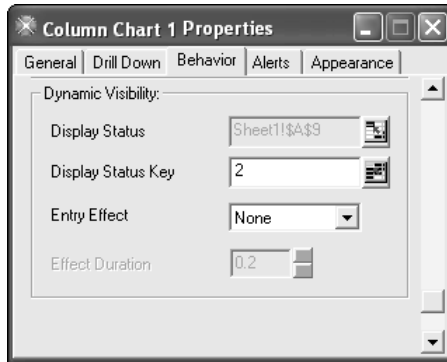 Column Chart 1 Properties
General Drill Down Behavior Alerts Appearance
Dynamic Visibility:
Display Status Sheet1!$A$9
Display Status Key 2
Entry Effect None
Effect Duration 0.2